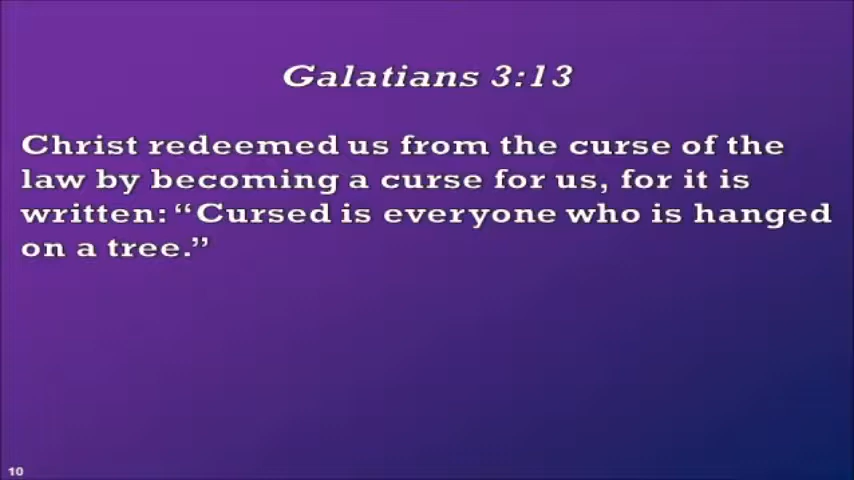 Galatians 3:13
Christ redeemed us from the curse of the
law by becoming a curse for us, for it is
written: “Cursed is everyone who is hanged
on a tree.”
10